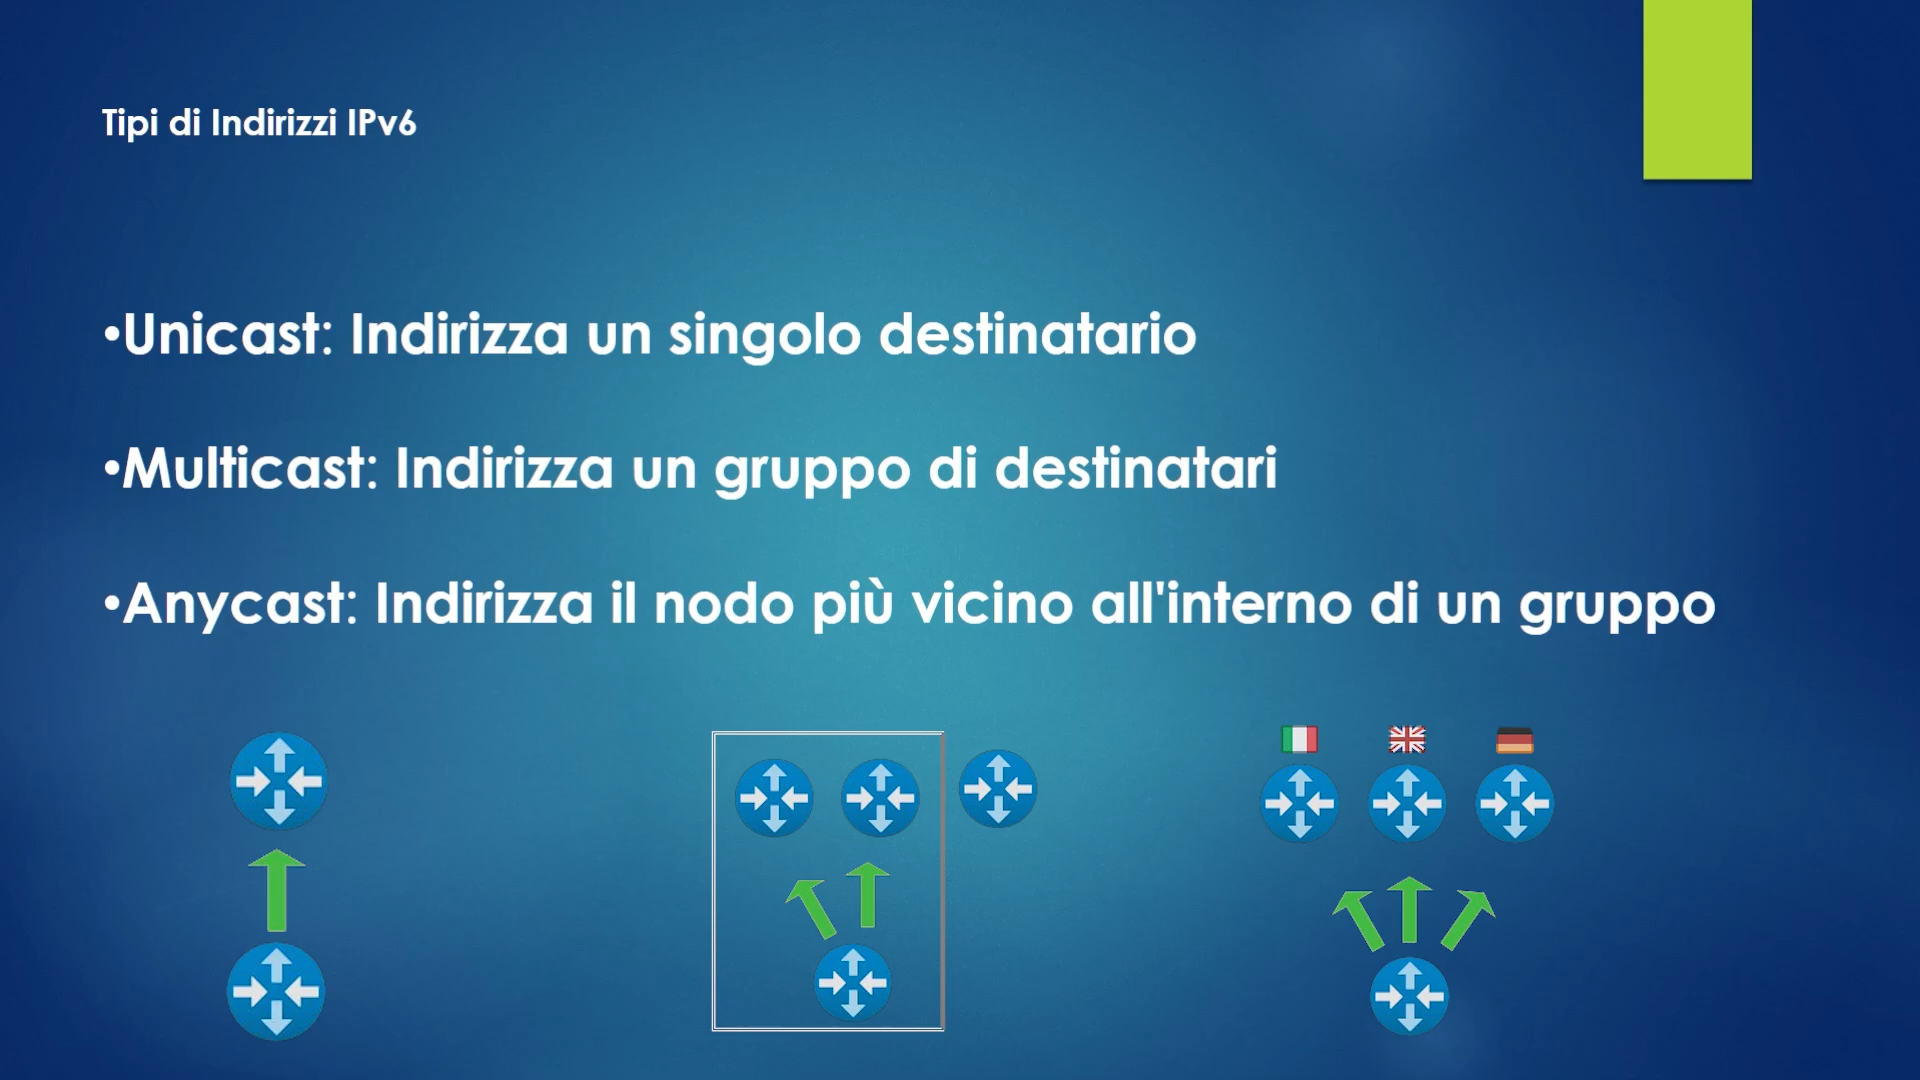 Tipi di Indirizzi IPv6
•Unicast: Indirizza un singolo destinatario
•Multicast: Indirizza un gruppo di destinatari
•Anycast: Indirizza il nodo più vicino all'interno di un gruppo